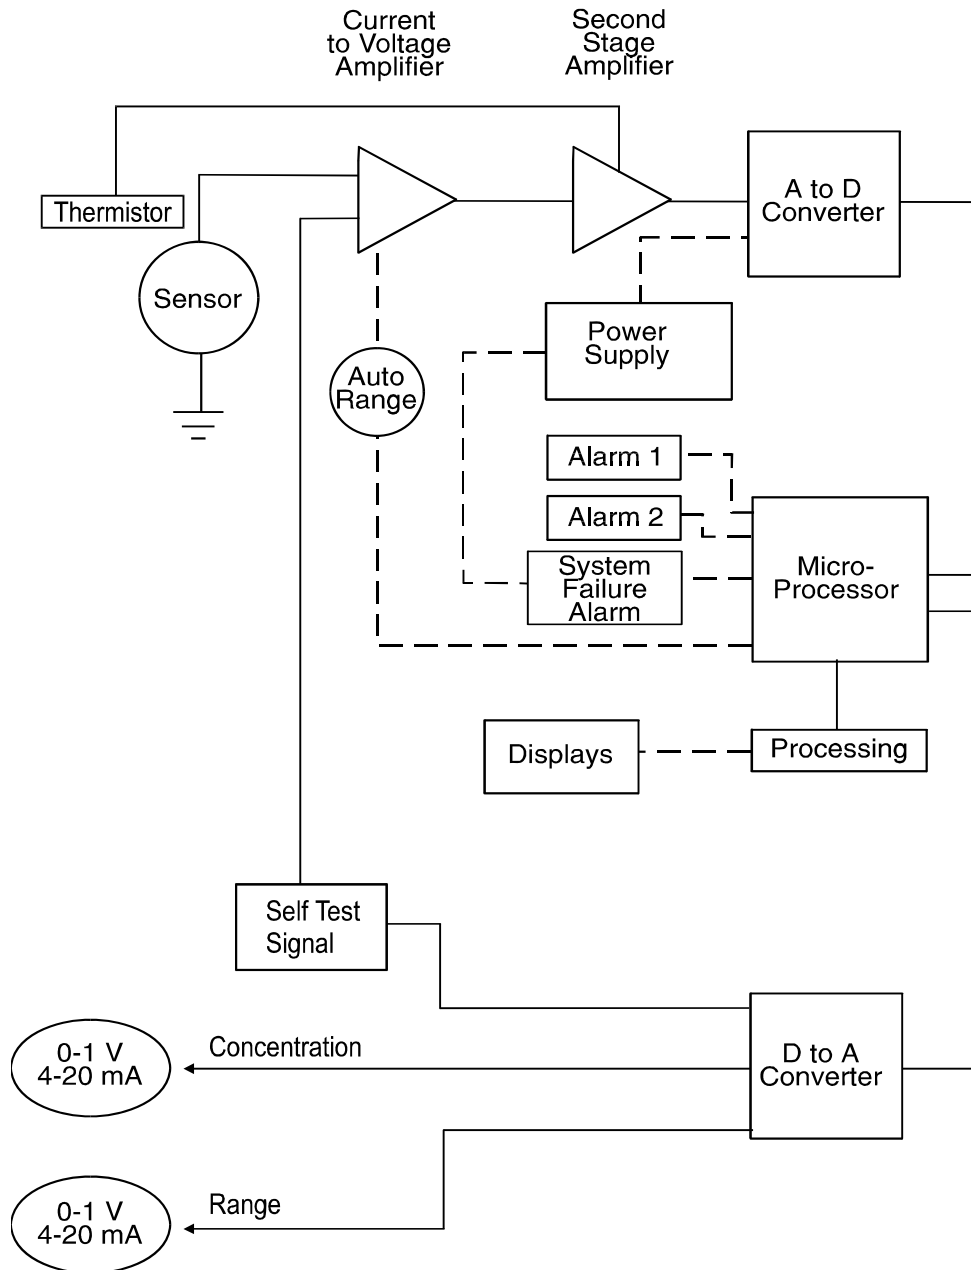 Current
to Voltage
Amplifier
Second
Stage
Amplifier
Thermistor
A to D
Converter
Sensor
Power
Supply
Auto
Range
Alarm 1
Alarm 2
System
Failure
Alarm
Micro-
Processor
Displays
Processing
Self Test
Signal
0-1 V
4-20 mA
Concentration
D to A
Converter
Range
0-1 V
4-20 mA